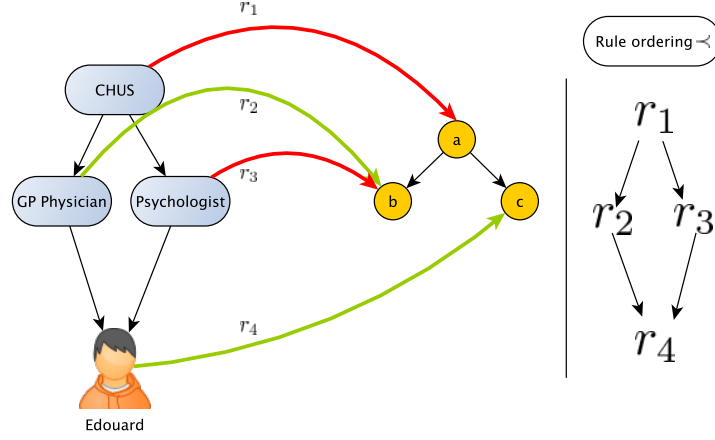 r1
Rule ordering ≺
CHUS
r2
r1
a
r3
GP Physician
Psychologist
b
c
r2
r3
r4
r4
Edouard